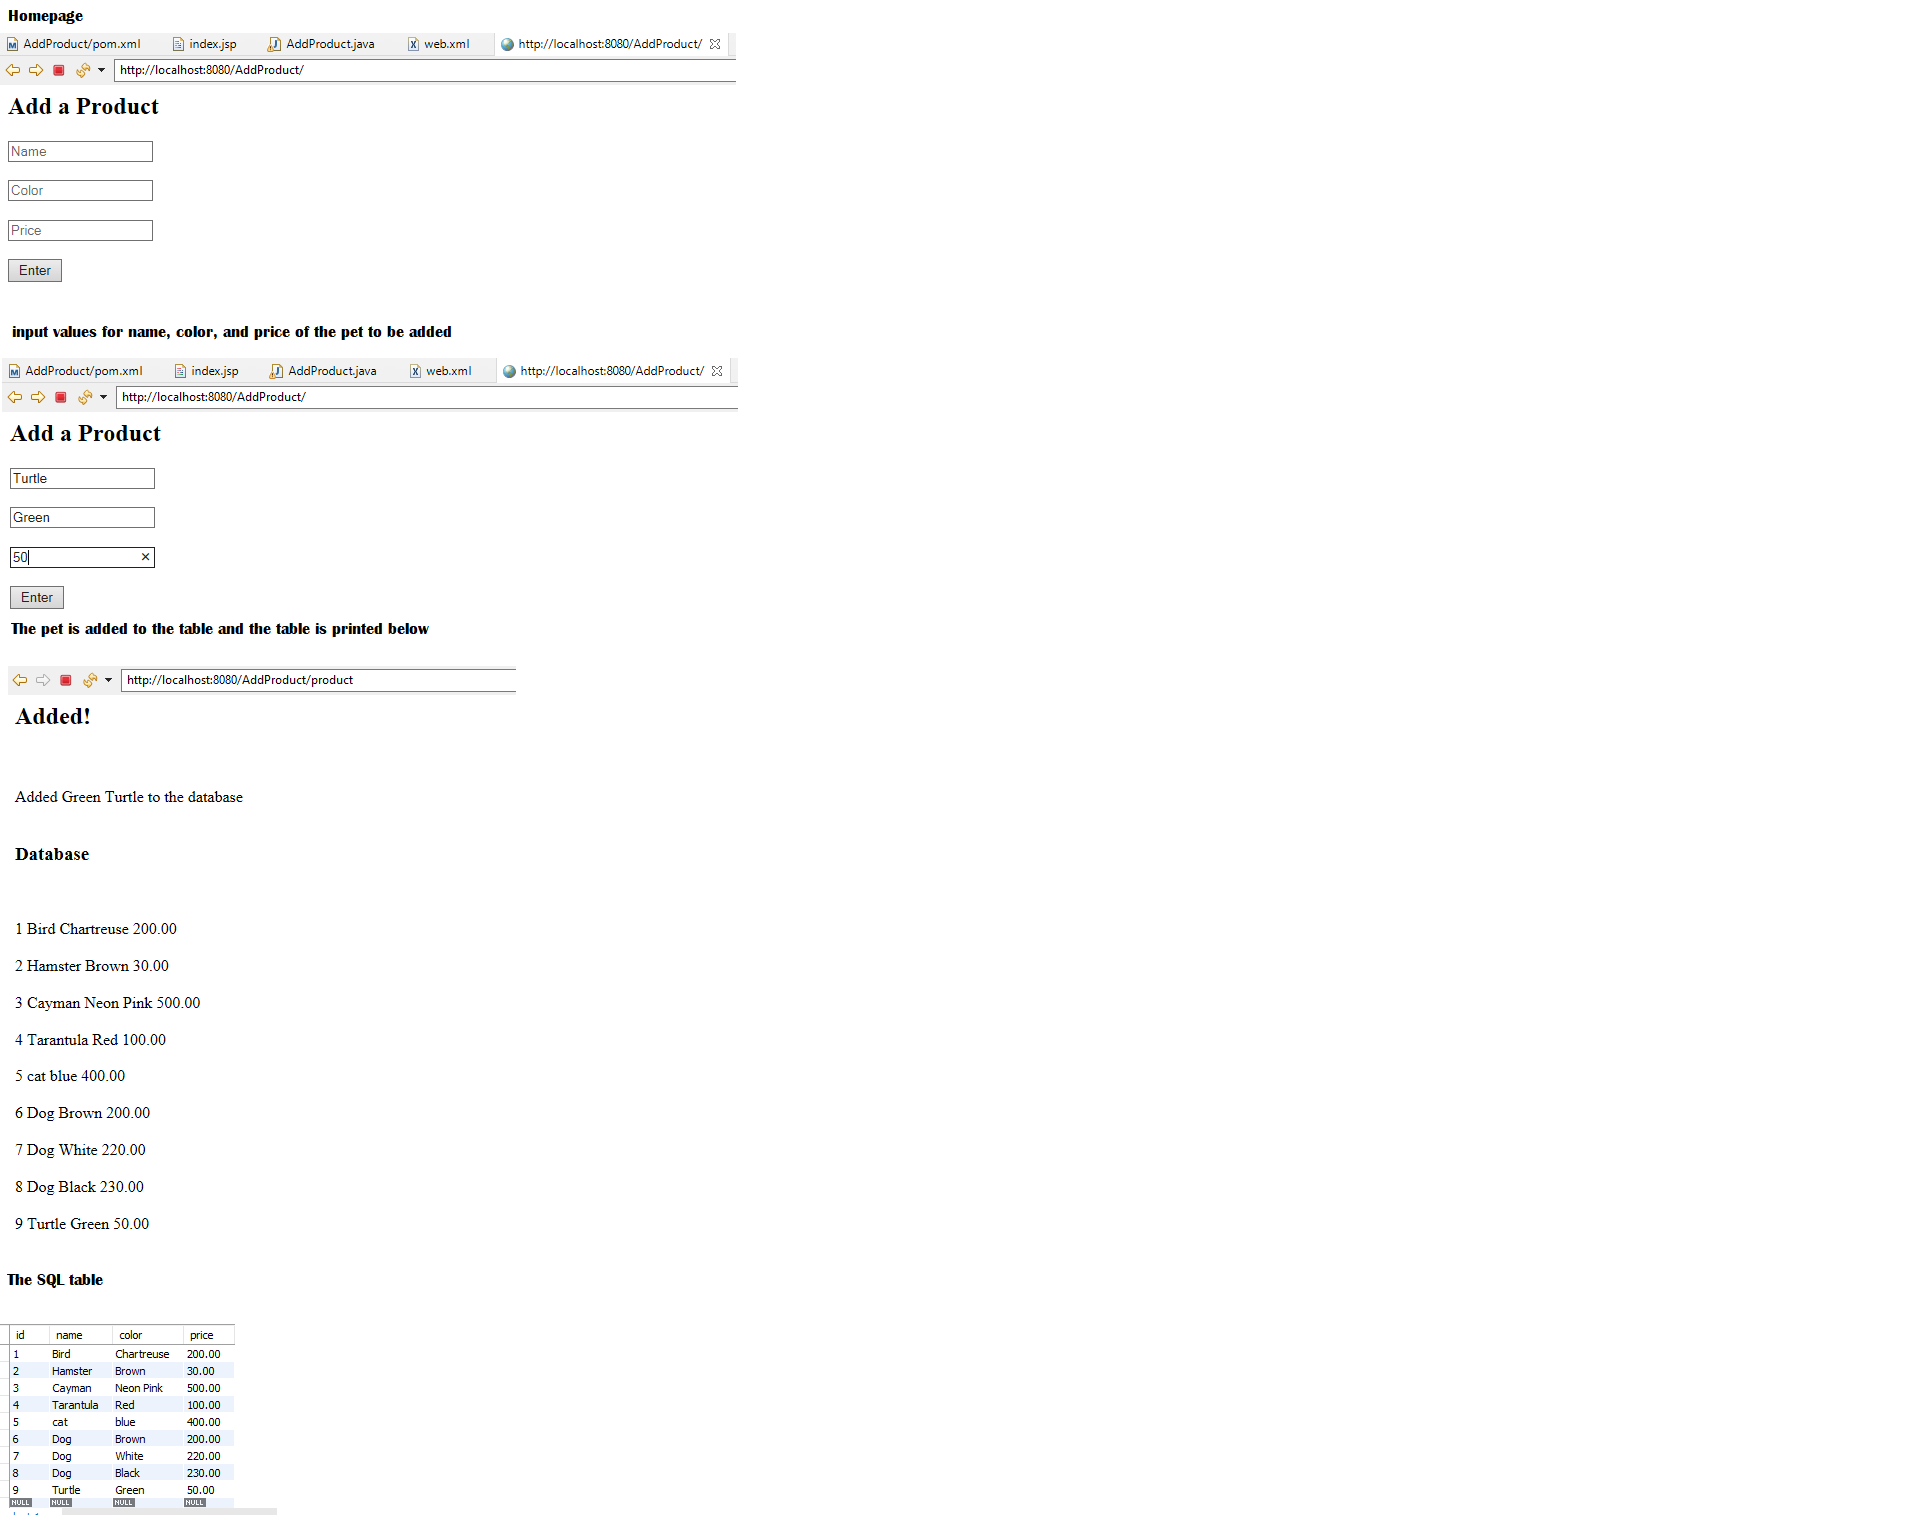 Homepage
AddProduct/pom.xml index.jsp AddProduct.java web.xml http://localhost:8080/AddProduct/
http://localhost:8080/AddProduct/
Add a Product
Name
Color
Price
Enter
input values for name, color, and price of the pet to be added
AddProduct/pom.xml index.jsp AddProduct.java web.xml http://localhost:8080/AddProduct/
http://localhost:8080/AddProduct/
Add a Product
Turtle
Green
50
Enter
The pet is added to the table and the table is printed below
http://localhost:8080/AddProduct/product
Added!
Added Green Turtle to the database
Database
1 Bird Chartreuse 200.00
2 Hamster Brown 30.00
3 Cayman Neon Pink 500.00
4 Tarantula Red 100.00
5 cat blue 400.00
6 Dog Brown 200.00
7 Dog White 220.00
8 Dog Black 230.00
9 Turtle Green 50.00
The SQL table
id name color price
1 Bird Chartreuse 200.00
2 Hamster Brown 30.00
3 Cayman Neon Pink 500.00
4 Tarantula Red 100.00
5 cat blue 400.00
6 Dog Brown 200.00
7 Dog White 220.00
8 Dog Black 230.00
9 Turtle Green 50.00
NULL NULL NULL NULL